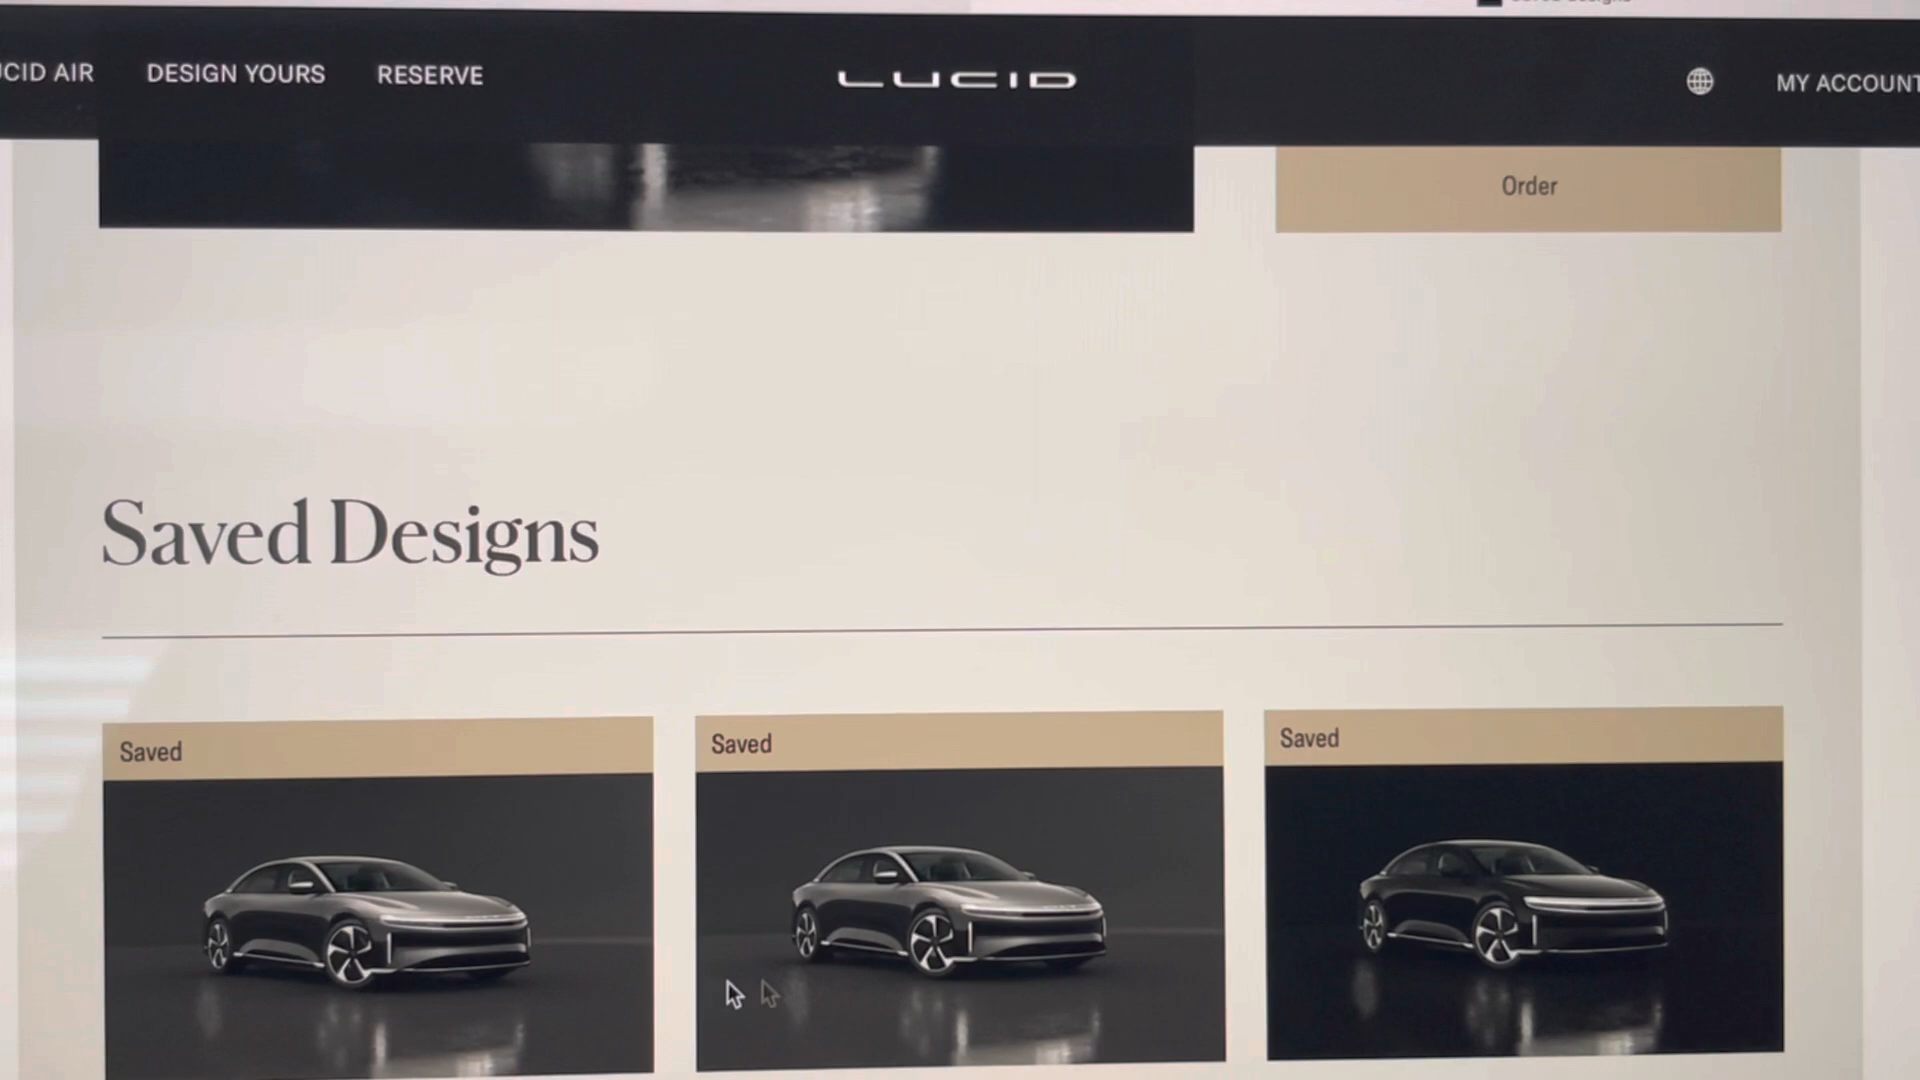 UCID AIR
DESIGN YOURS
RESERVE
LUCID
MY ACCOUNT
Order
Saved Designs
Saved
Saved
Saved